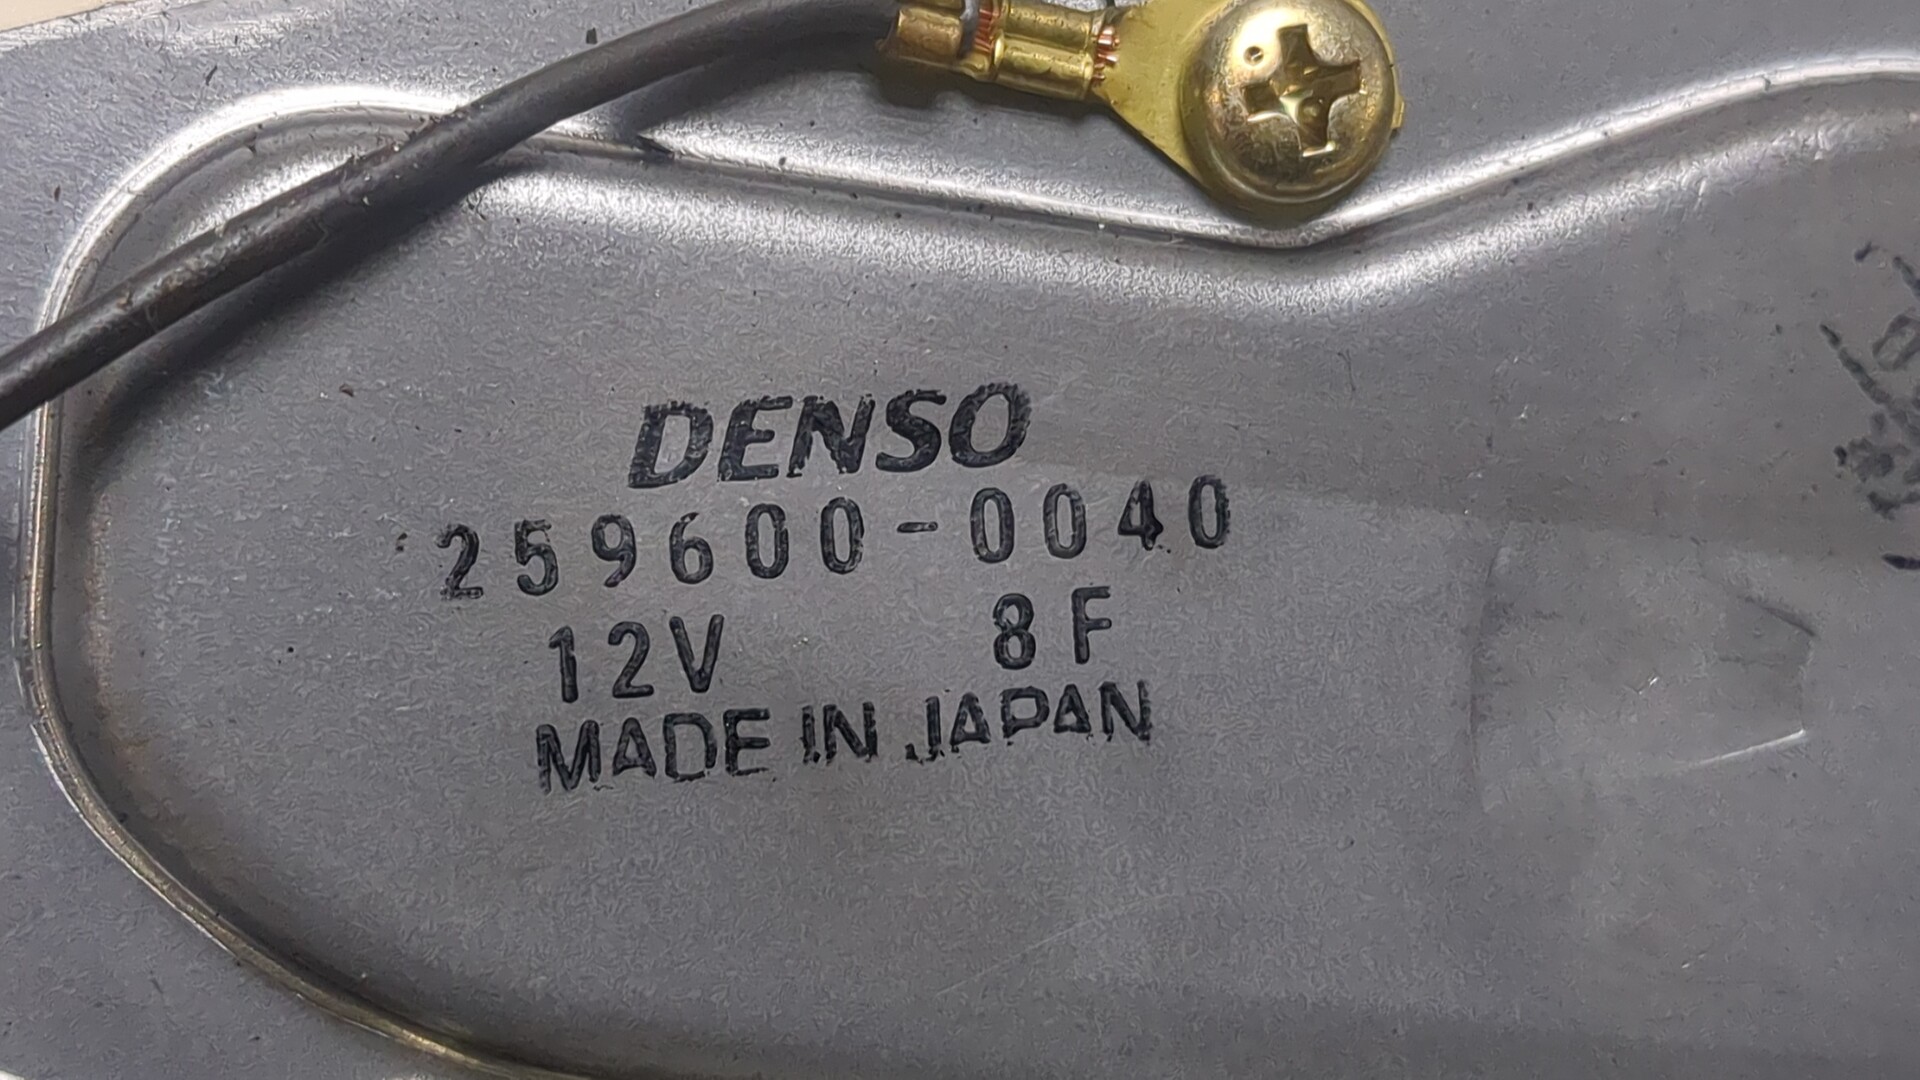 DENSO
259600-0040
12V 8F
MADE IN JAPAN